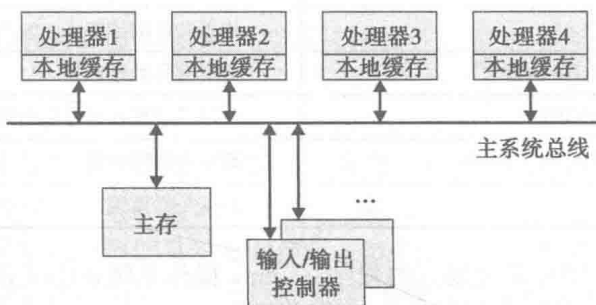 处理器1
本地缓存
处理器2
本地缓存
处理器3
本地缓存
处理器4
本地缓存
主系统总线
主存
...
输入/输出
控制器